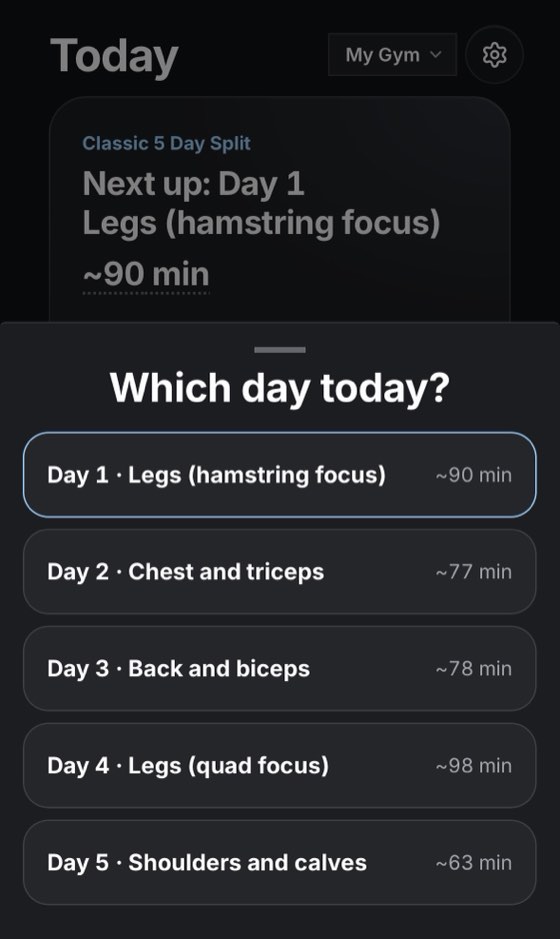 Today
My Gym
Classic 5 Day Split
Next up: Day 1
Legs (hamstring focus)
~90 min
Which day today?
Day 1 · Legs (hamstring focus) ~90 min
Day 2 · Chest and triceps ~77 min
Day 3 · Back and biceps ~78 min
Day 4 · Legs (quad focus) ~98 min
Day 5 · Shoulders and calves ~63 min